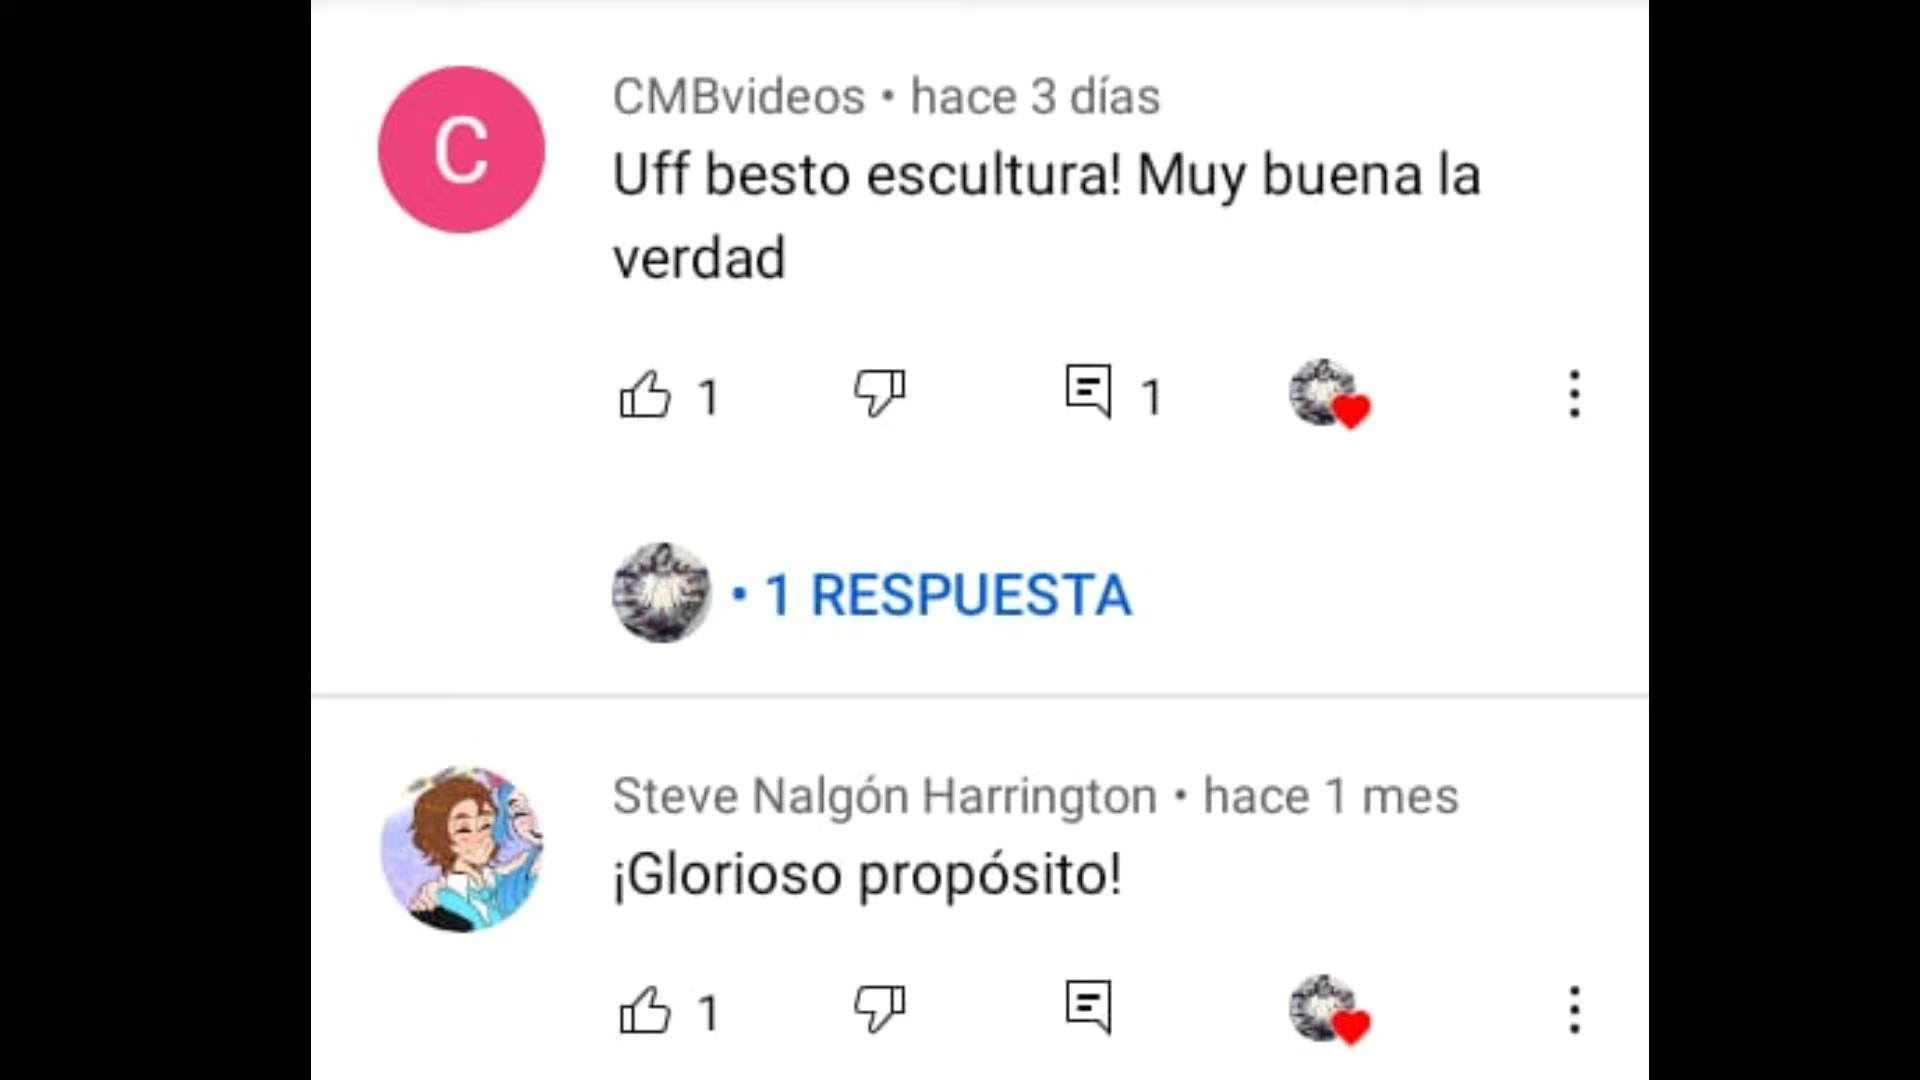 C
CMBvideos • hace 3 días
Uff besto escultura! Muy buena la
verdad
1
1
• 1 RESPUESTA
Steve Nalgón Harrington • hace 1 mes
¡Glorioso propósito!
1